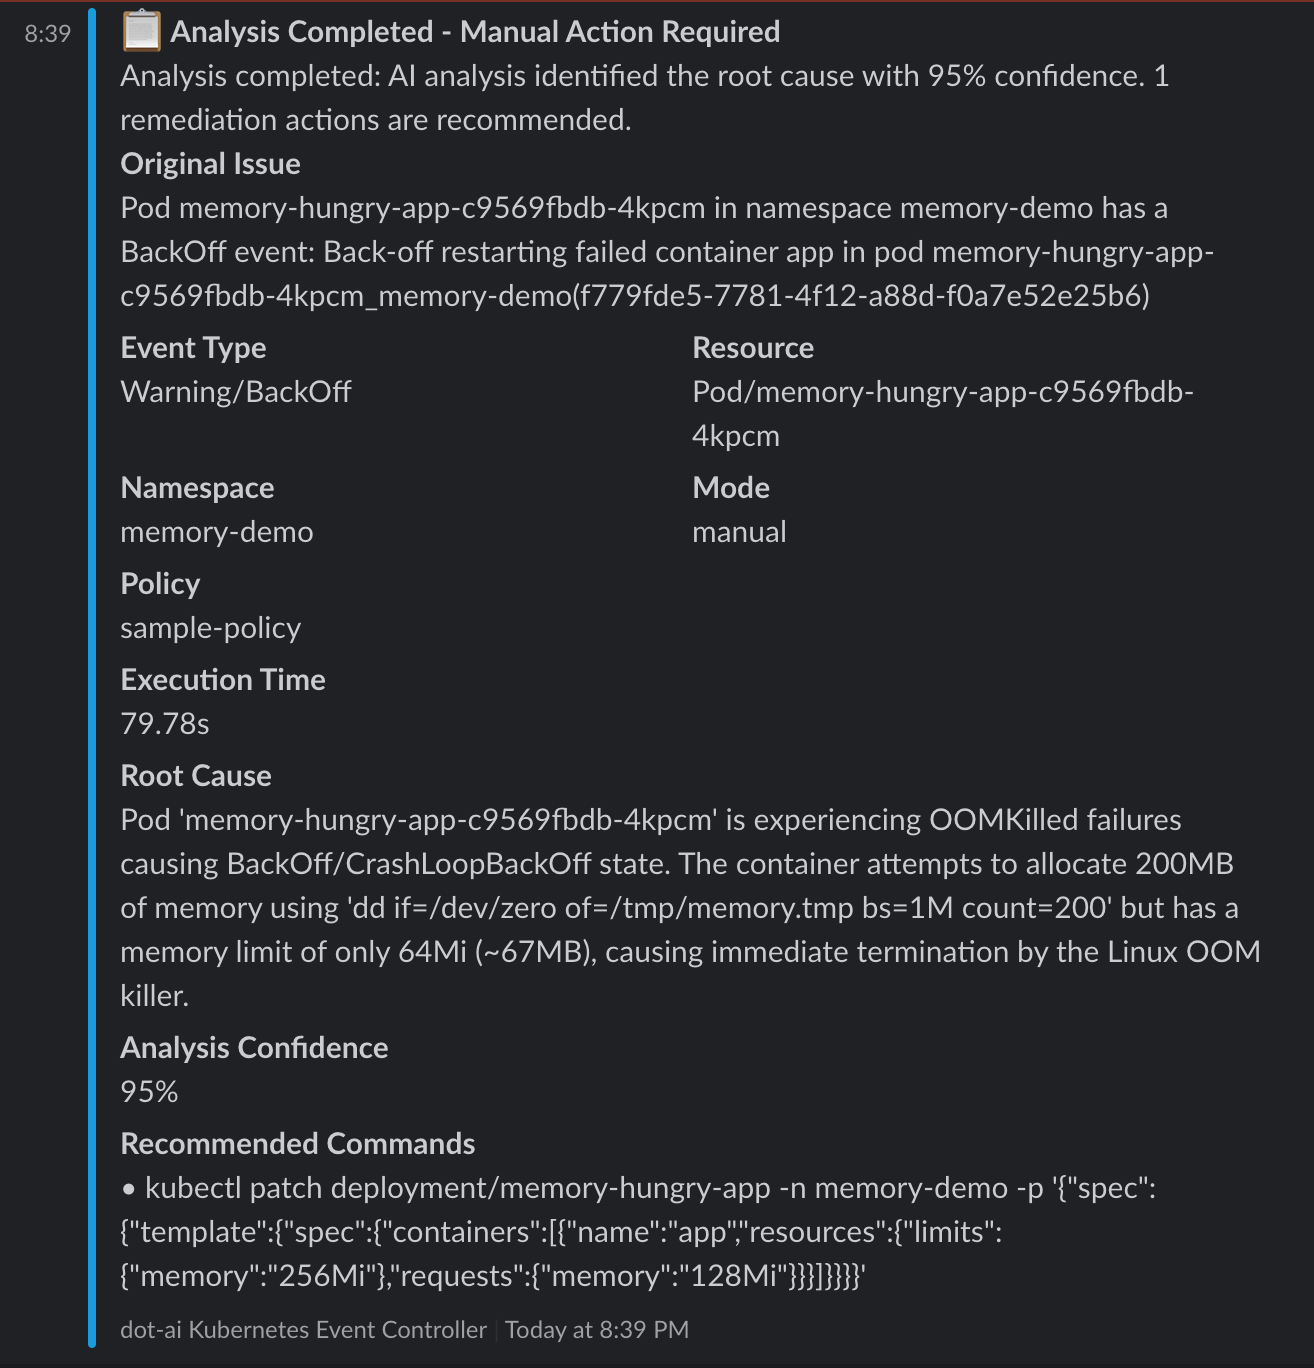 8:39
Analysis Completed - Manual Action Required
Analysis completed: AI analysis identified the root cause with 95% confidence. 1
remediation actions are recommended.
Original Issue
Pod memory-hungry-app-c9569fbdb-4kpcm in namespace memory-demo has a
BackOff event: Back-off restarting failed container app in pod memory-hungry-app-
c9569fbdb-4kpcm_memory-demo(f779fde5-7781-4f12-a88d-f0a7e52e25b6)
Event Type
Warning/BackOff
Resource
Pod/memory-hungry-app-c9569fbdb-
4kpcm
Namespace
memory-demo
Mode
manual
Policy
sample-policy
Execution Time
79.78s
Root Cause
Pod 'memory-hungry-app-c9569fbdb-4kpcm' is experiencing OOMKilled failures
causing BackOff/CrashLoopBackOff state. The container attempts to allocate 200MB
of memory using 'dd if=/dev/zero of=/tmp/memory.tmp bs=1M count=200' but has a
memory limit of only 64Mi (~67MB), causing immediate termination by the Linux OOM
killer.
Analysis Confidence
95%
Recommended Commands
• kubectl patch deployment/memory-hungry-app -n memory-demo -p '{"spec":
{"template":{"spec":{"containers":[{"name":"app","resources":{"limits":
{"memory":"256Mi"},"requests":{"memory":"128Mi"}}}]}}}}'
dot-ai Kubernetes Event Controller | Today at 8:39 PM